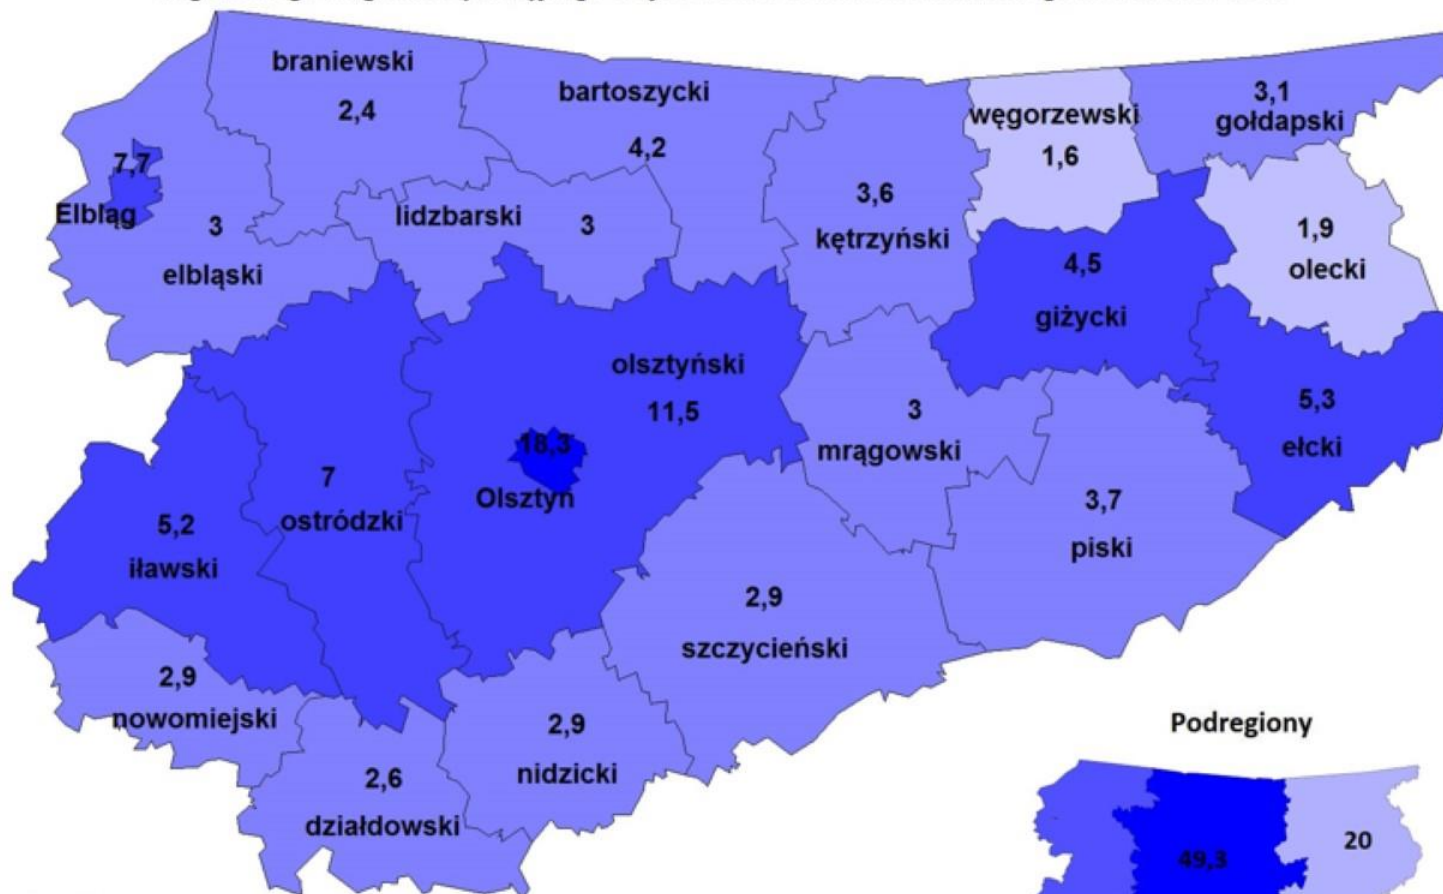 braniewski
2,4
bartoszycki
4,2
węgorzewski
1,6
3,1
gołdapski
7,7
Elbląg
3
elbląski
lidzbarski 3
3,6
kętrzyński
4,5
giżycki
1,9
olecki
olsztyński
11,5
18,3
Olsztyn
3
mrągowski
5,3
ełcki
7
ostródzki
5,2
iławski
3,7
piski
2,9
szczycieński
2,9
nowomiejski
2,9
nidzicki
2,6
działdowski
Podregiony
49,3
20